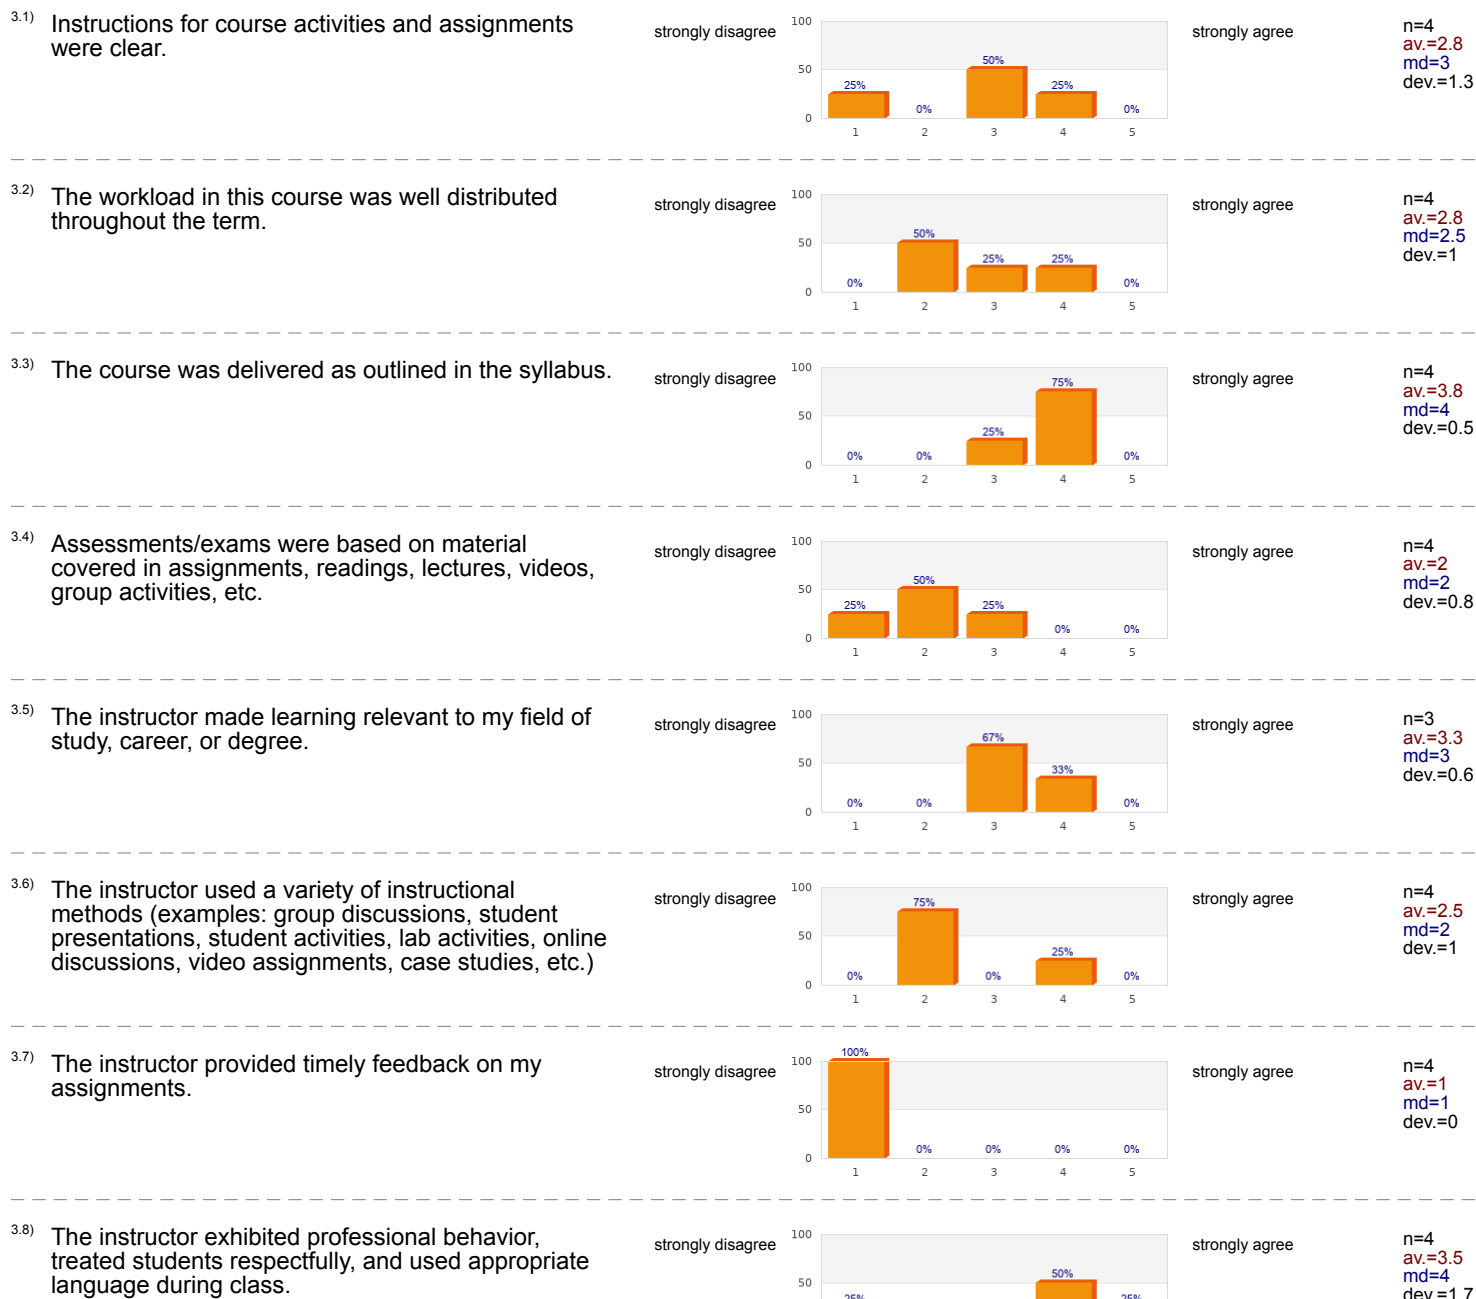 3.1) Instructions for course activities and assignments
were clear.
strongly disagree
100
50
0
25%
0%
50%
25%
0%
1 2 3 4 5
strongly agree
n=4
av.=2.8
md=3
dev.=1.3
3.2) The workload in this course was well distributed
throughout the term.
strongly disagree
100
50
0
0%
50%
25%
25%
0%
1 2 3 4 5
strongly agree
n=4
av.=2.8
md=2.5
dev.=1
3.3) The course was delivered as outlined in the syllabus.
strongly disagree
100
50
0
0%
0%
25%
75%
0%
1 2 3 4 5
strongly agree
n=4
av.=3.8
md=4
dev.=0.5
3.4) Assessments/exams were based on material
covered in assignments, readings, lectures, videos,
group activities, etc.
strongly disagree
100
50
0
25%
50%
25%
0%
0%
1 2 3 4 5
strongly agree
n=4
av.=2
md=2
dev.=0.8
3.5) The instructor made learning relevant to my field of
study, career, or degree.
strongly disagree
100
50
0
0%
0%
67%
33%
0%
1 2 3 4 5
strongly agree
n=3
av.=3.3
md=3
dev.=0.6
3.6) The instructor used a variety of instructional
methods (examples: group discussions, student
presentations, student activities, lab activities, online
discussions, video assignments, case studies, etc.)
strongly disagree
100
50
0
0%
75%
0%
25%
0%
1 2 3 4 5
strongly agree
n=4
av.=2.5
md=2
dev.=1
3.7) The instructor provided timely feedback on my
assignments.
strongly disagree
100
50
0
100%
0%
0%
0%
0%
1 2 3 4 5
strongly agree
n=4
av.=1
md=1
dev.=0
3.8) The instructor exhibited professional behavior,
treated students respectfully, and used appropriate
language during class.
strongly disagree
100
50
25%
50%
25%
strongly agree
n=4
av.=3.5
md=4
dev.=1.7